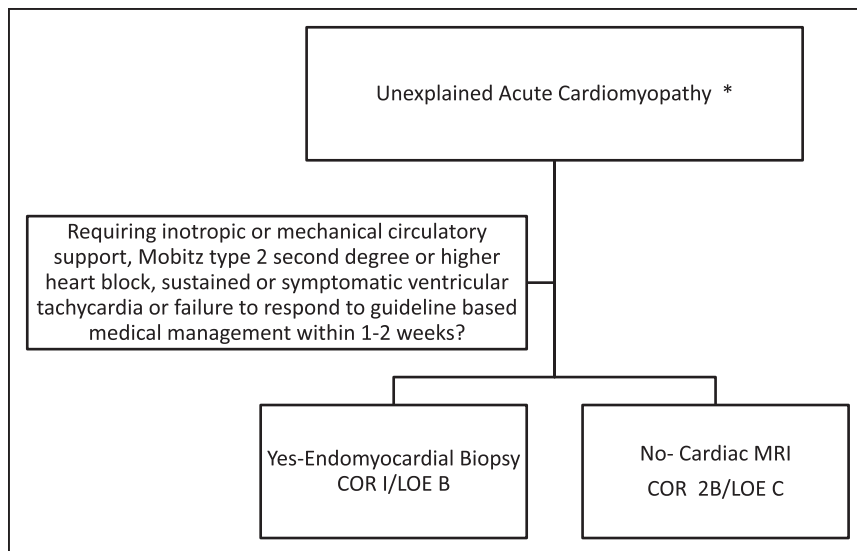 Unexplained Acute Cardiomyopathy *
Requiring inotropic or mechanical circulatory
support, Mobitz type 2 second degree or higher
heart block, sustained or symptomatic ventricular
tachycardia or failure to respond to guideline based
medical management within 1-2 weeks?
Yes-Endomyocardial Biopsy
COR I/LOE B
No- Cardiac MRI
COR 2B/LOE C